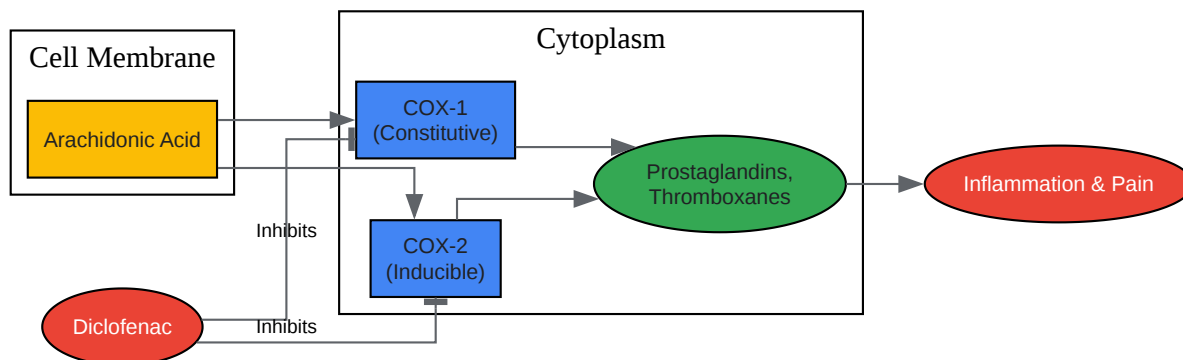 Cell Membrane
Arachidonic Acid
Cytoplasm
COX-1
(Constitutive)
COX-2
(Inducible)
Prostaglandins,
Thromboxanes
Inflammation & Pain
Inhibits
Diclofenac
Inhibits